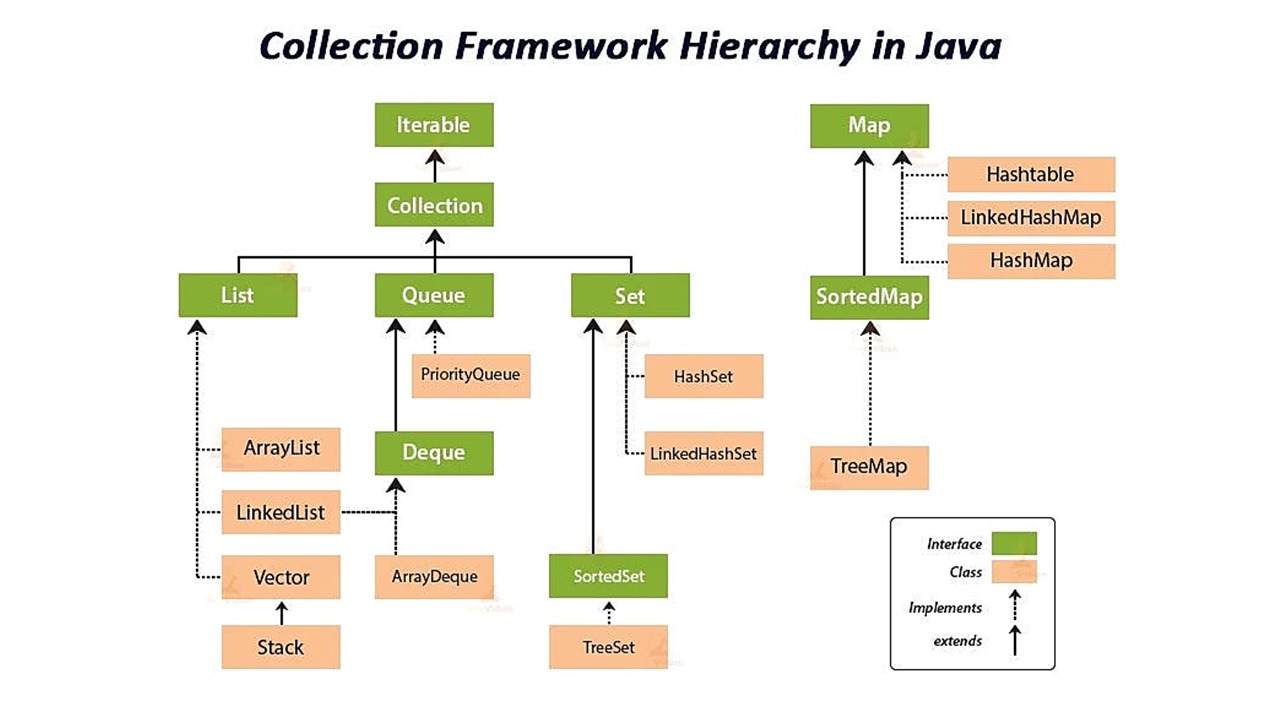 Collection Framework Hierarchy in Java
Iterable
Map
Hashtable
Collection
LinkedHashMap
HashMap
List
Queue
Set
SortedMap
PriorityQueue
HashSet
ArrayList
Deque
LinkedHashSet
TreeMap
LinkedList
Vector
ArrayDeque
SortedSet
Stack
TreeSet
Interface
Class
Implements
extends